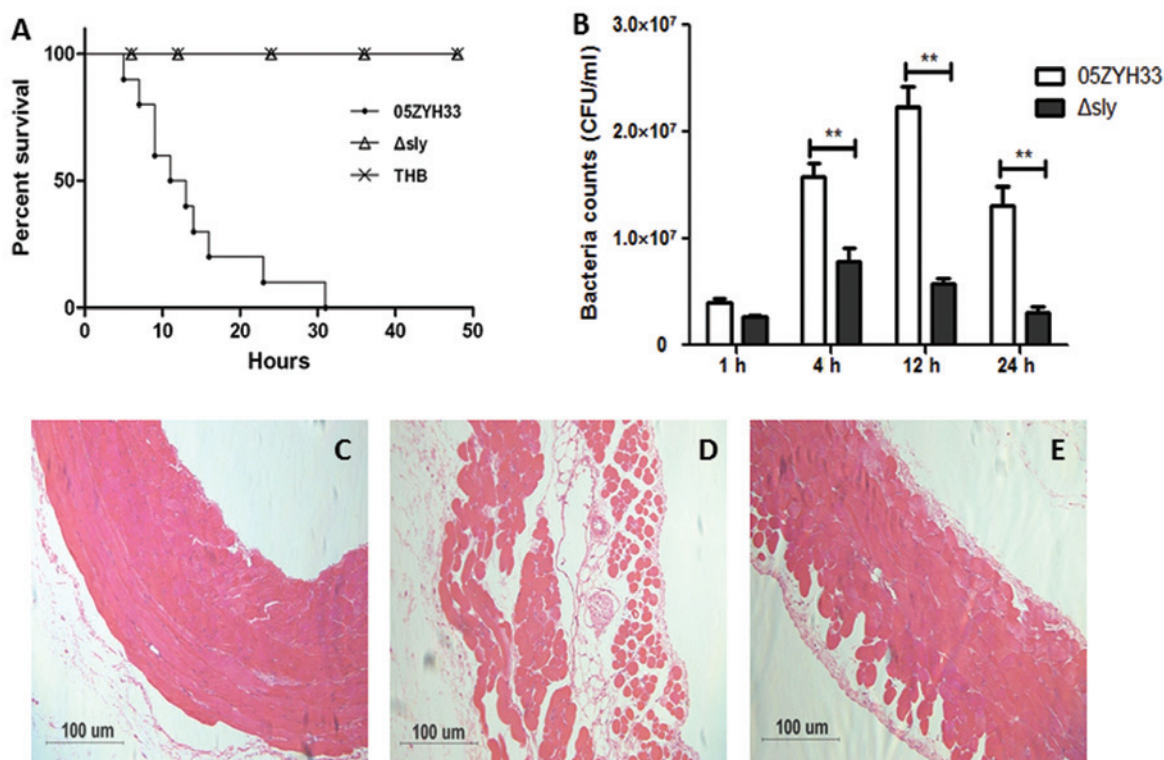 A
Percent survival
100
50
0
0 10 20 30 40 50
Hours
05ZYH33
Δsly
THB
B
Bacteria counts (CFU/ml)
3.0×10⁷
2.0×10⁷
1.0×10⁷
0
**
**
**
1 h 4 h 12 h 24 h
05ZYH33
Δsly
C
100 um
D
100 um
E
100 um